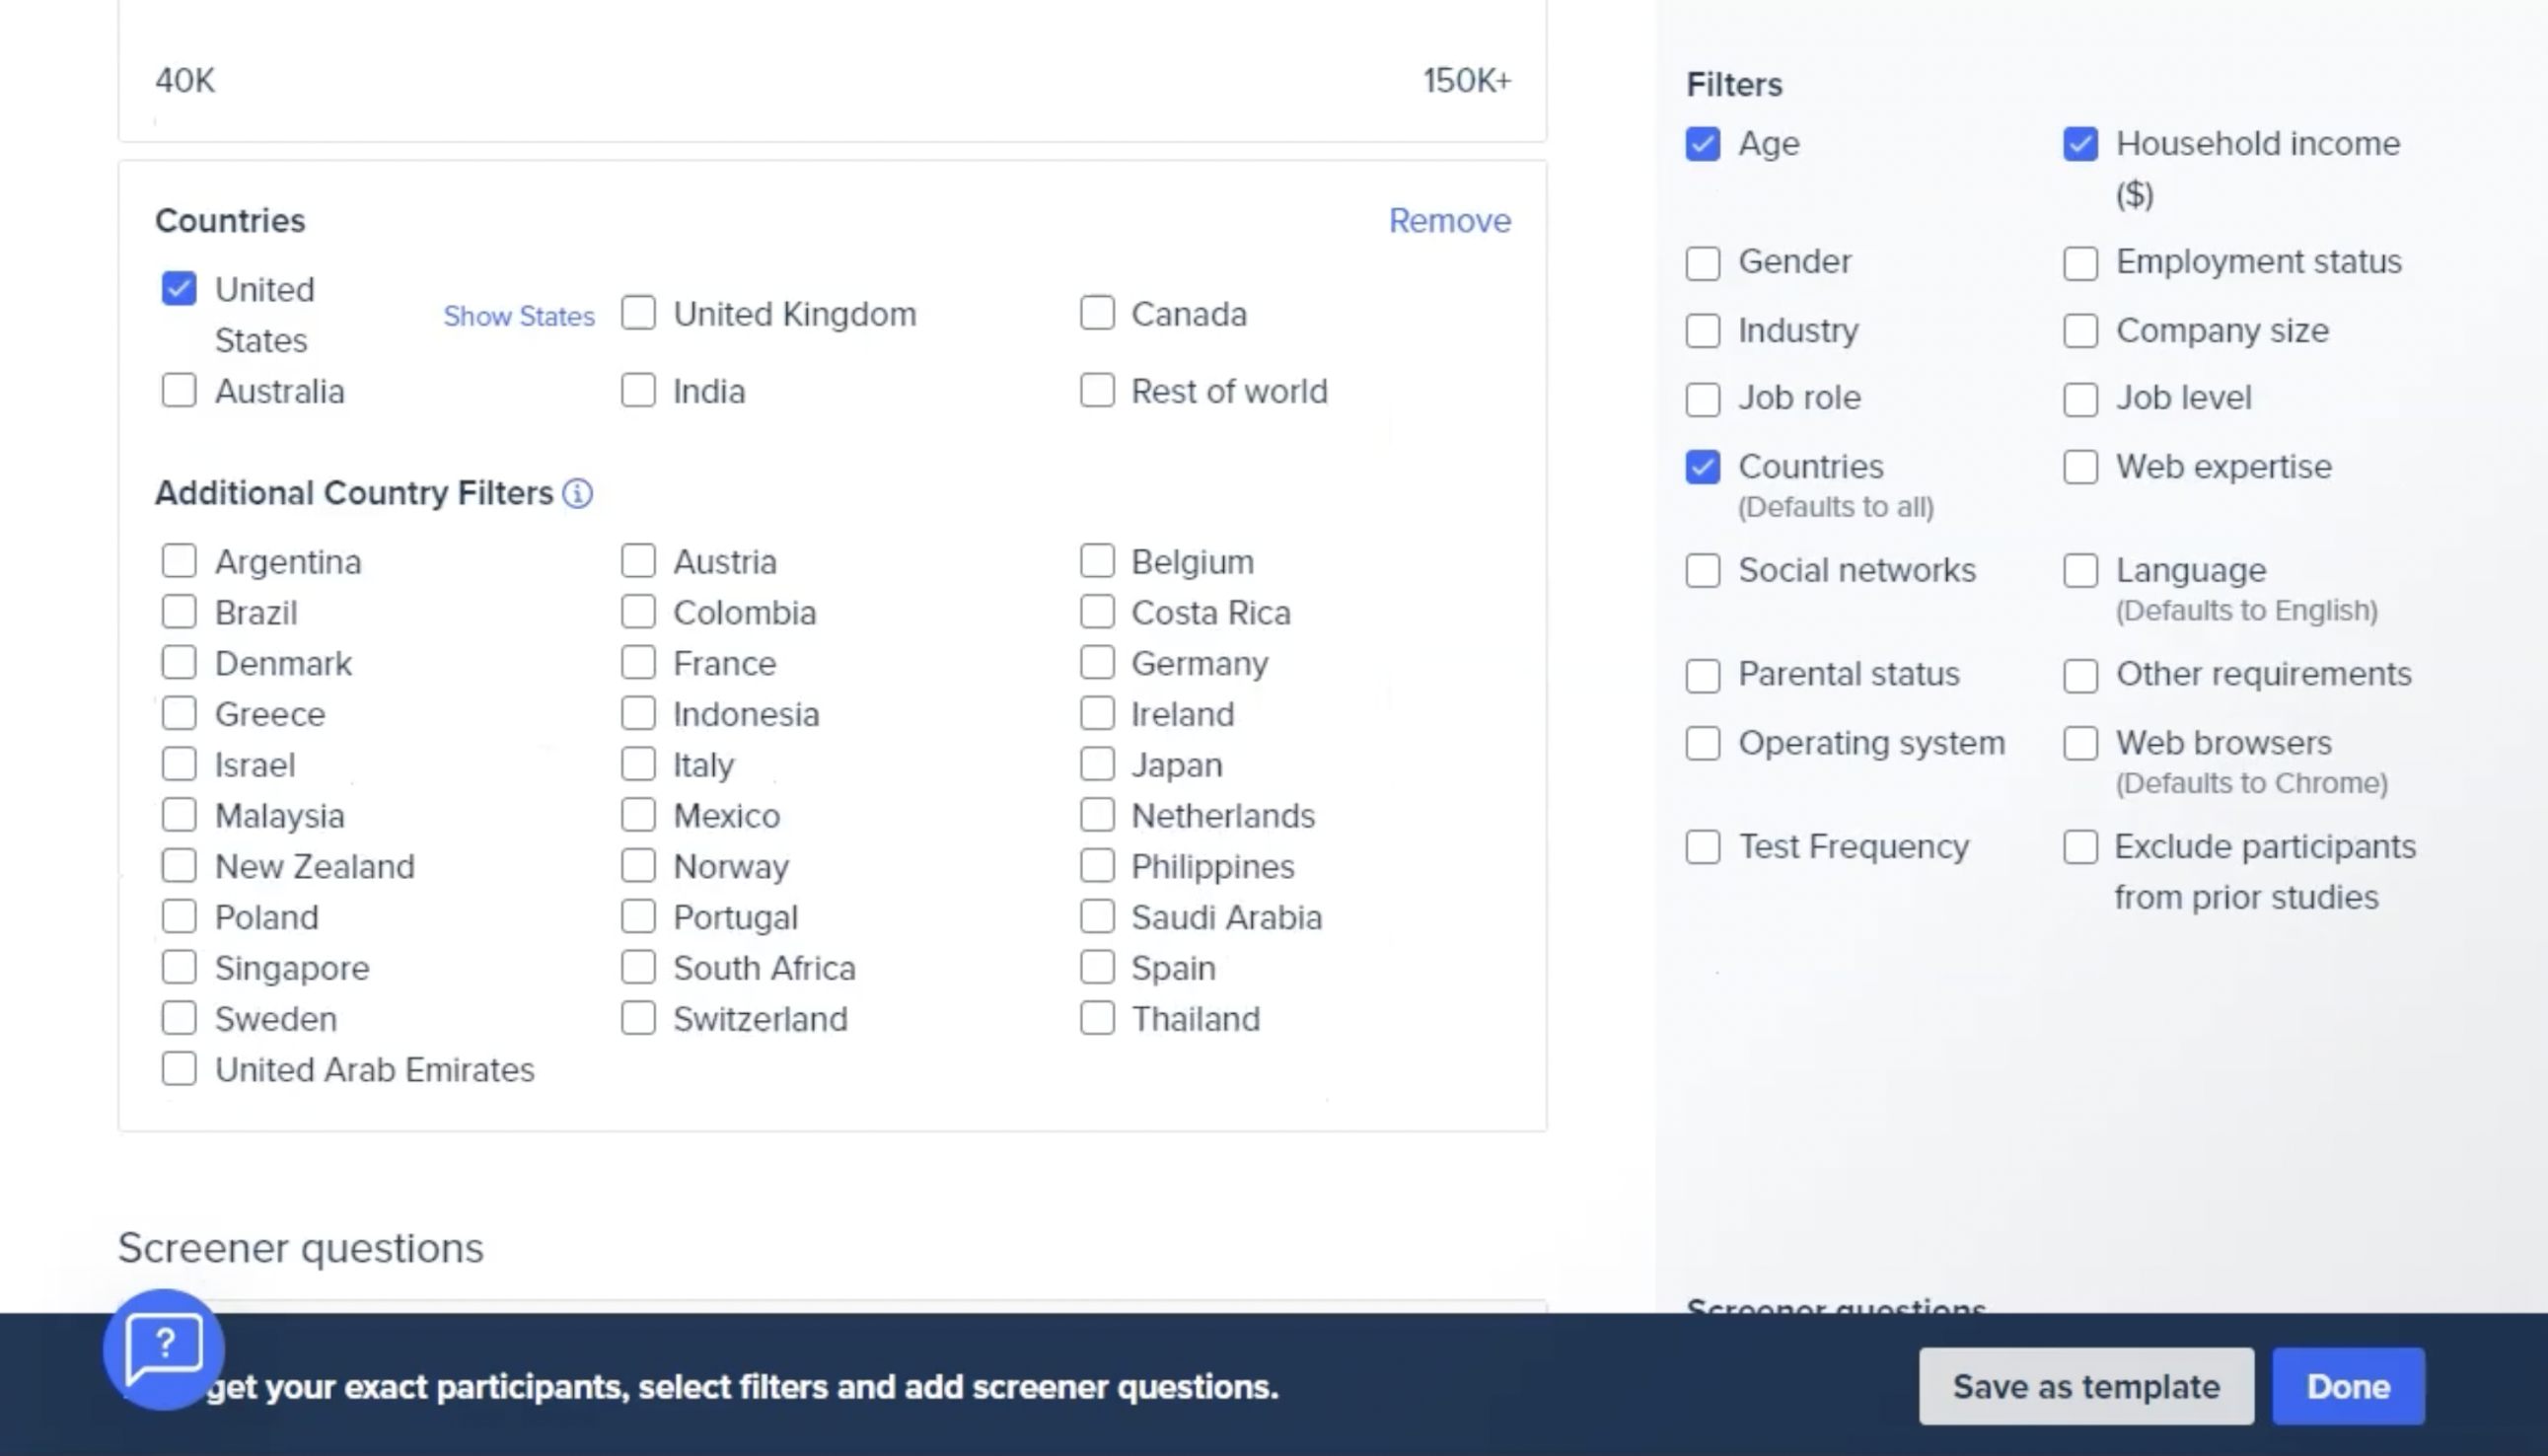 40K 150K+
Countries Remove
United States Show States United Kingdom Canada
Australia India Rest of world
Additional Country Filters
Argentina Austria Belgium
Brazil Colombia Costa Rica
Denmark France Germany
Greece Indonesia Ireland
Israel Italy Japan
Malaysia Mexico Netherlands
New Zealand Norway Philippines
Poland Portugal Saudi Arabia
Singapore South Africa Spain
Sweden Switzerland Thailand
United Arab Emirates
Screener questions
Filters
Age Household income
($)
Gender Employment status
Industry Company size
Job role Job level
Countries Web expertise
(Defaults to all)
Social networks Language
(Defaults to English)
Parental status Other requirements
Operating system Web browsers
(Defaults to Chrome)
Test Frequency Exclude participants
from prior studies
Screener questions
?
get your exact participants, select filters and add screener questions.
Save as template Done